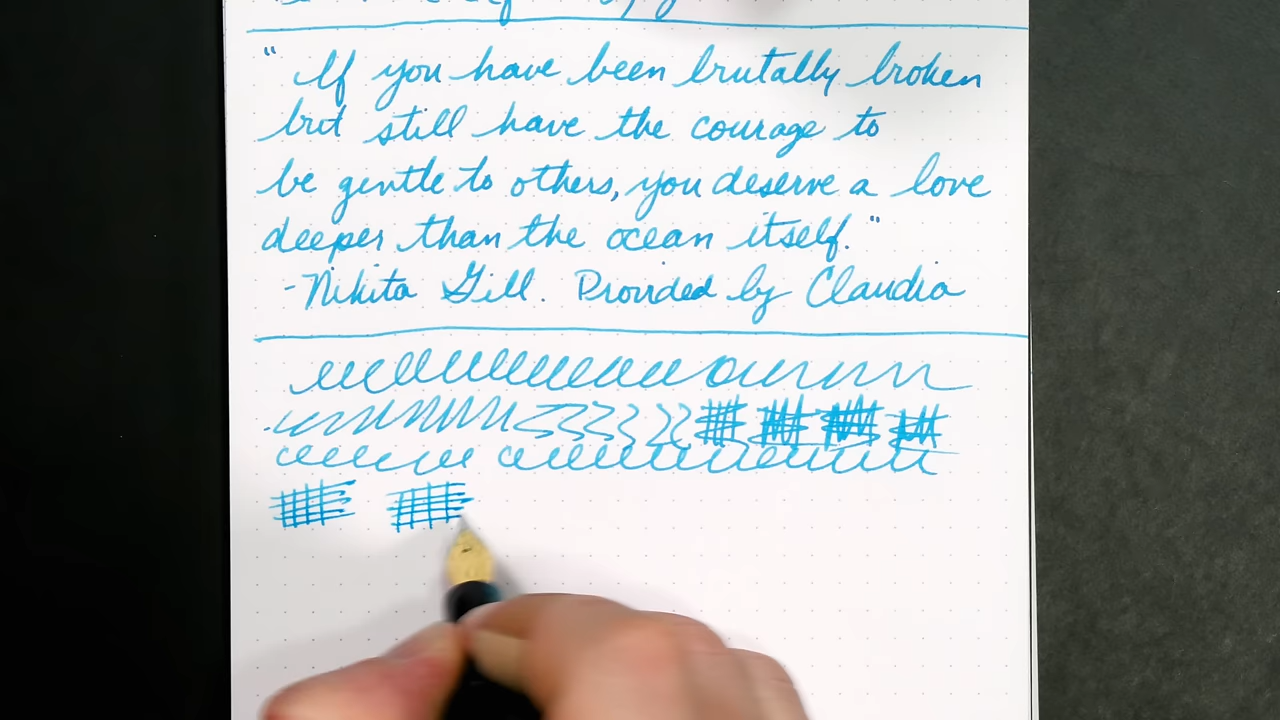 " If you have been brutally broken
but still have the courage to
be gentle to others, you deserve a love
deeper than the ocean itself."
- Nikita Gill. Provided by Claudia